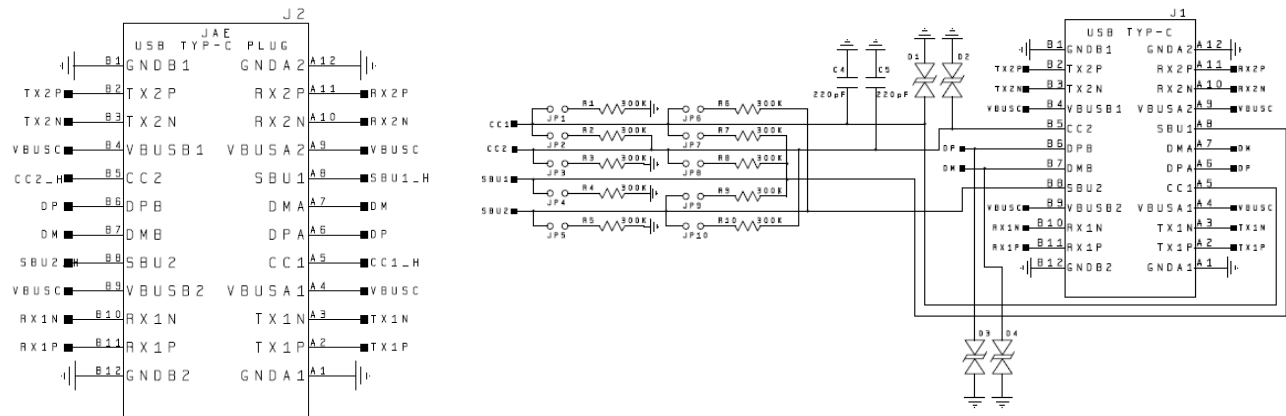 J2
JAE
USB TYP-C PLUG
B1 GNDB1 GNDA2 A12
TX2P B2 TX2P RX2P A11 RX2P
TX2N B3 TX2N RX2N A10 RX2N
VBUSC B4 VBUSB1 VBUSA2 A9 VBUSC
CC2_H B5 CC2 SBU1 A8 SBU1_H
DP B6 DPB DMA A7 DM
DM B7 DMB DPA A6 DP
SBU2_H B8 SBU2 CC1 A5 CC1_H
VBUSC B9 VBUSB2 VBUSA1 A4 VBUSC
RX1N B10 RX1N TX1N A3 TX1N
RX1P B11 RX1P TX1P A2 TX1P
B12 GNDB2 GNDA1 A1
C4 C5 D1 D2
220pF 220pF
R1 300K R6 300K
CC1 JP1 JP6
R2 300K R7 300K
CC2 JP2 JP7
R3 300K R8 300K
JP3 JP8
SBU1
R4 300K R9 300K
JP4 JP9
SBU2
R5 300K R10 300K
JP5 JP10
J1
USB TYP-C
B1 GNDB1 GNDA2 A12
TX2P B2 TX2P RX2P A11 RX2P
TX2N B3 TX2N RX2N A10 RX2N
VBUSC B4 VBUSB1 VBUSA2 A9 VBUSC
B5 CC2 SBU1 A8
DP B6 DPB DMA A7 DM
DM B7 DMB DPA A6 DP
B8 SBU2 CC1 A5
VBUSC B9 VBUSB2 VBUSA1 A4 VBUSC
RX1N B10 RX1N TX1N A3 TX1N
RX1P B11 RX1P TX1P A2 TX1P
B12 GNDB2 GNDA1 A1
D3 D4